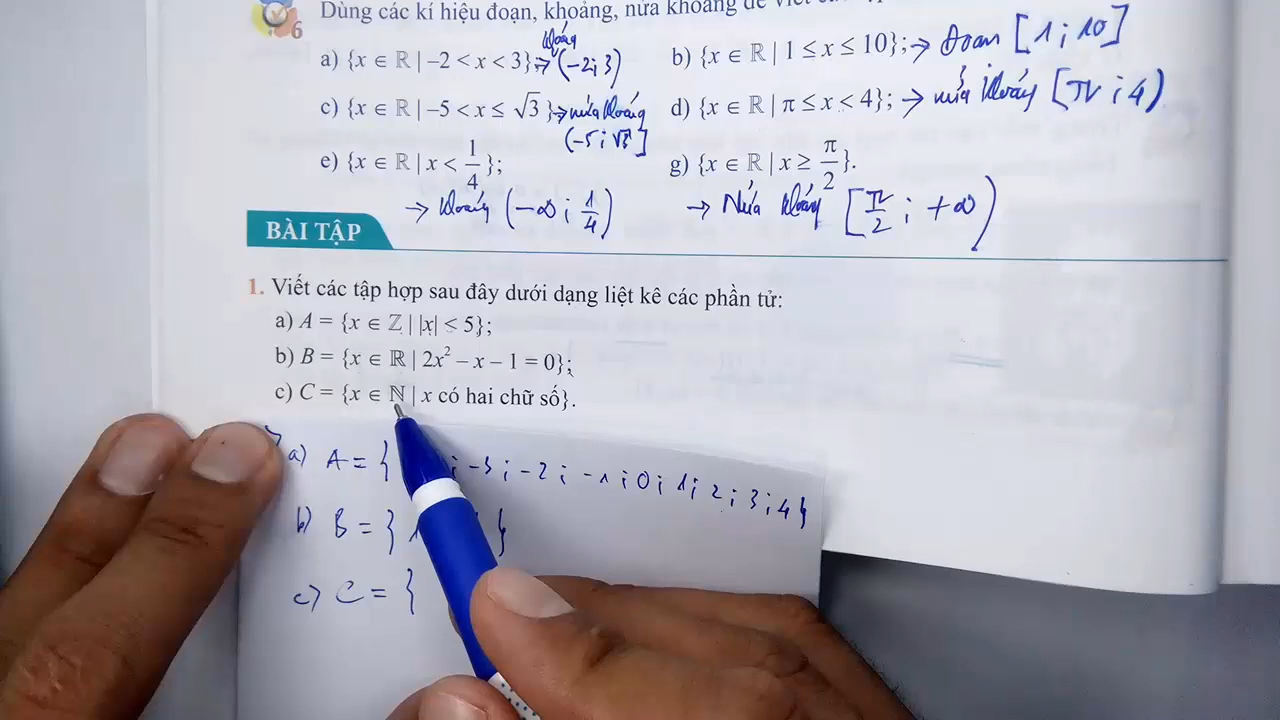 6 Dùng các kí hiệu đoạn, khoảng, nửa khoảng để viết
khoảng
a) {x ∈ ℝ | −2 < x < 3}; → (−2; 3)
b) {x ∈ ℝ | 1 ≤ x ≤ 10}; → Đoạn [1; 10]
c) {x ∈ ℝ | −5 < x ≤ √3}; → nửa khoảng
(−5; √3]
d) {x ∈ ℝ | π ≤ x < 4}; → nửa khoảng [π; 4)
e) {x ∈ ℝ | x < 1/4};
→ khoảng (−∞; 1/4)
g) {x ∈ ℝ | x ≥ π/2}.
→ Nửa khoảng [π/2; +∞)
BÀI TẬP
1. Viết các tập hợp sau đây dưới dạng liệt kê các phần tử:
a) A = {x ∈ ℤ | |x| < 5};
b) B = {x ∈ ℝ | 2x² − x − 1 = 0};
c) C = {x ∈ ℕ | x có hai chữ số}.
a) A = { ; −3; −2; −1; 0; 1; 2; 3; 4}
b) B = { }
c) C = {